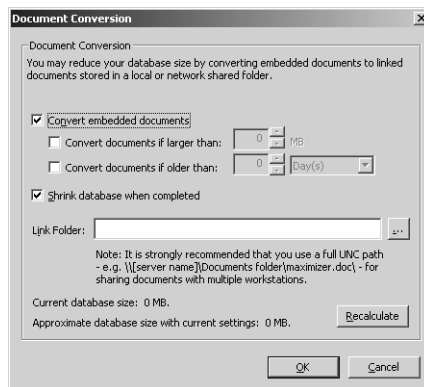 Document Conversion
Document Conversion
You may reduce your database size by converting embedded documents to linked
documents stored in a local or network shared folder.
Convert embedded documents
Convert documents if larger than: 0 MB
Convert documents if older than: 0 Day(s)
Shrink database when completed
Link Folder: ...
Note: It is strongly recommended that you use a full UNC path
- e.g. \\[server name]\Documents folder\maximizer.doc\ - for
sharing documents with multiple workstations.
Current database size: 0 MB.
Approximate database size with current settings: 0 MB.
Recalculate
OK Cancel